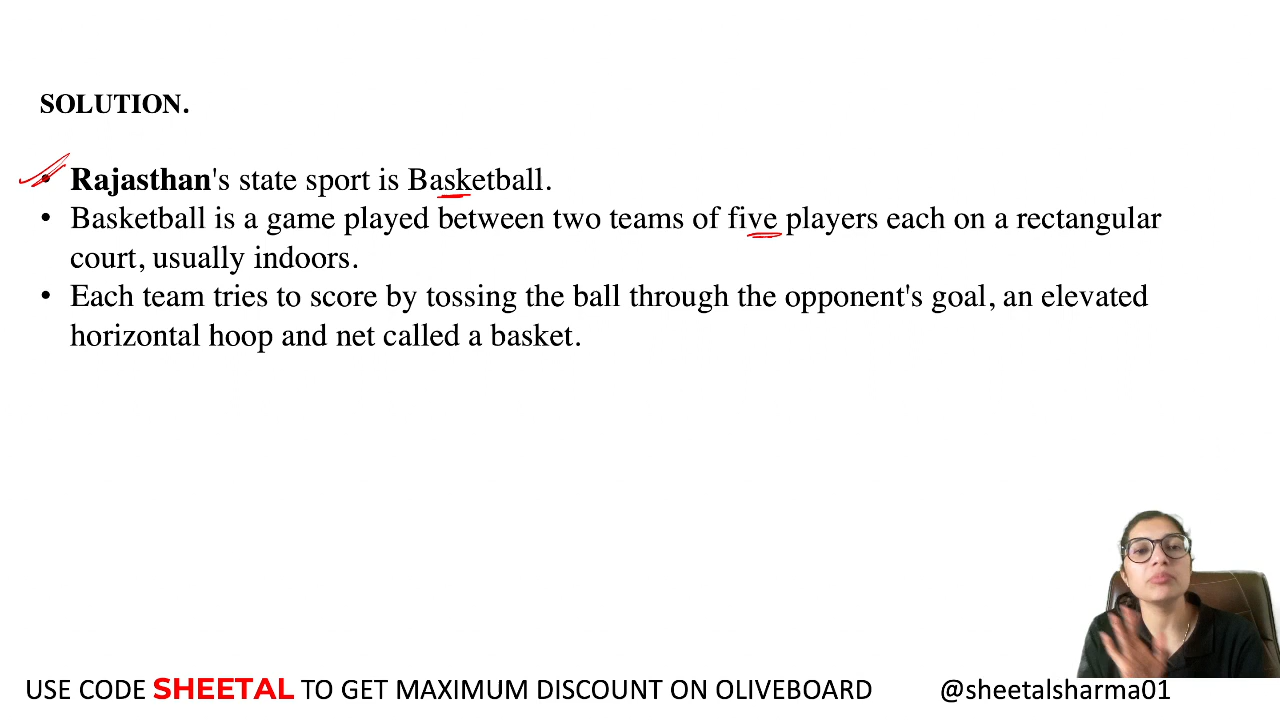 SOLUTION.
• Rajasthan's state sport is Basketball.
• Basketball is a game played between two teams of five players each on a rectangular
court, usually indoors.
• Each team tries to score by tossing the ball through the opponent's goal, an elevated
horizontal hoop and net called a basket.
USE CODE SHEETAL TO GET MAXIMUM DISCOUNT ON OLIVEBOARD @sheetalsharma01